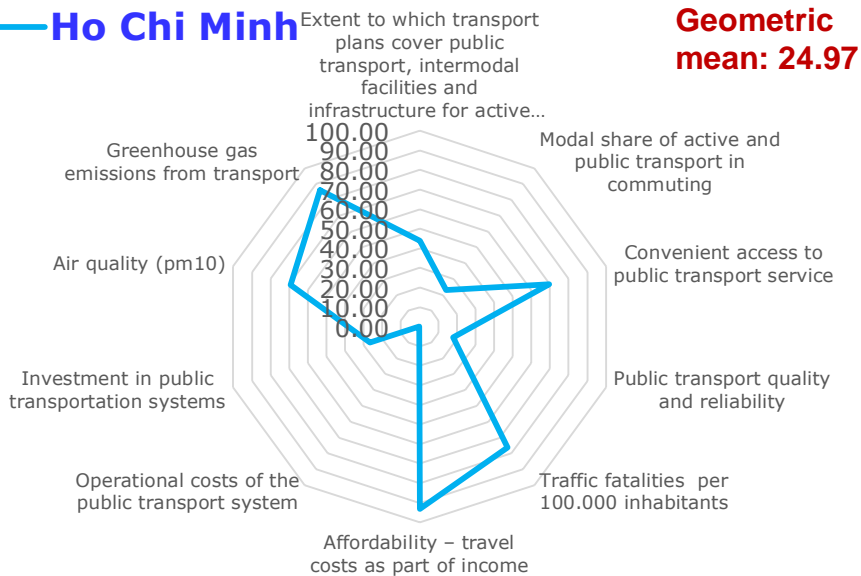 Ho Chi Minh
Geometric
mean: 24.97
Extent to which transport
plans cover public
transport, intermodal
facilities and
infrastructure for active…
Modal share of active and
public transport in
commuting
Convenient access to
public transport service
Public transport quality
and reliability
Traffic fatalities  per
100.000 inhabitants
Affordability – travel
costs as part of income
Operational costs of the
public transport system
Investment in public
transportation systems
Air quality (pm10)
Greenhouse gas
emissions from transport
100.00
90.00
80.00
70.00
60.00
50.00
40.00
30.00
20.00
10.00
0.00